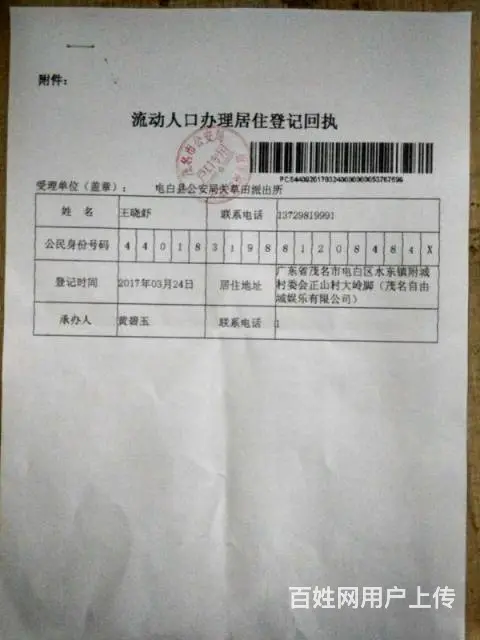 附件：
流动人口办理居住登记回执
受理单位（盖章）： 电白县公安局 派出所
姓 名 王晓舒 联系电话 13729819991
公民身份号码 4 4 0 1 8 3 1 9 8 8 1 2 0 8 4 8 4 X
登记时间 2017年03月24日 居住地址 广东省茂名市电白区水东镇附城
村委会正山村大岭脚（茂名自由
城娱乐有限公司）
承办人 黄碧玉 联系电话 1
百姓网用户上传